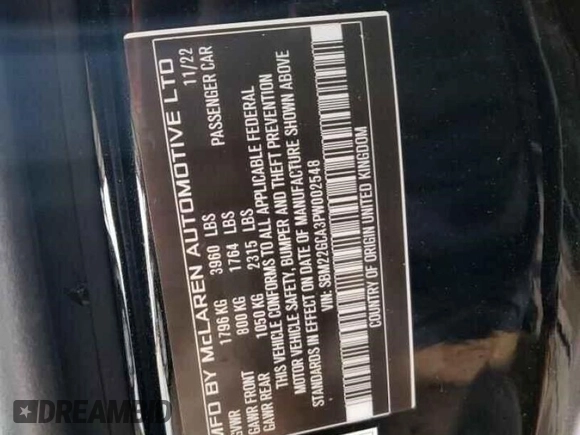 MFD BY McLAREN AUTOMOTIVE LTD
11/22
GVWR 1796 KG 3960 LBS PASSENGER CAR
GAWR FRONT 800 KG 1764 LBS
GAWR REAR 1050 KG 2315 LBS
THIS VEHICLE CONFORMS TO ALL APPLICABLE FEDERAL
MOTOR VEHICLE SAFETY, BUMPER AND THEFT PREVENTION
STANDARDS IN EFFECT ON DATE OF MANUFACTURE SHOWN ABOVE
VIN: SBM22GCA3PW002548
COUNTRY OF ORIGIN UNITED KINGDOM
DREAMBID